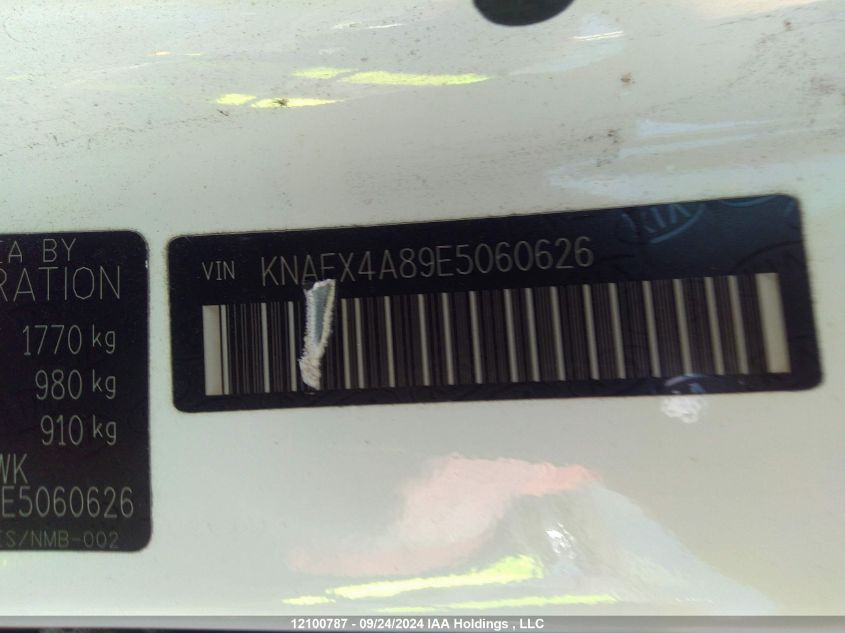 A BY
RATION
1770 kg
980 kg
910 kg
WK
E5060626
IS/NMB-002
VIN KNAFX4A89E5060626
KIA
12100787 - 09/24/2024 IAA Holdings , LLC